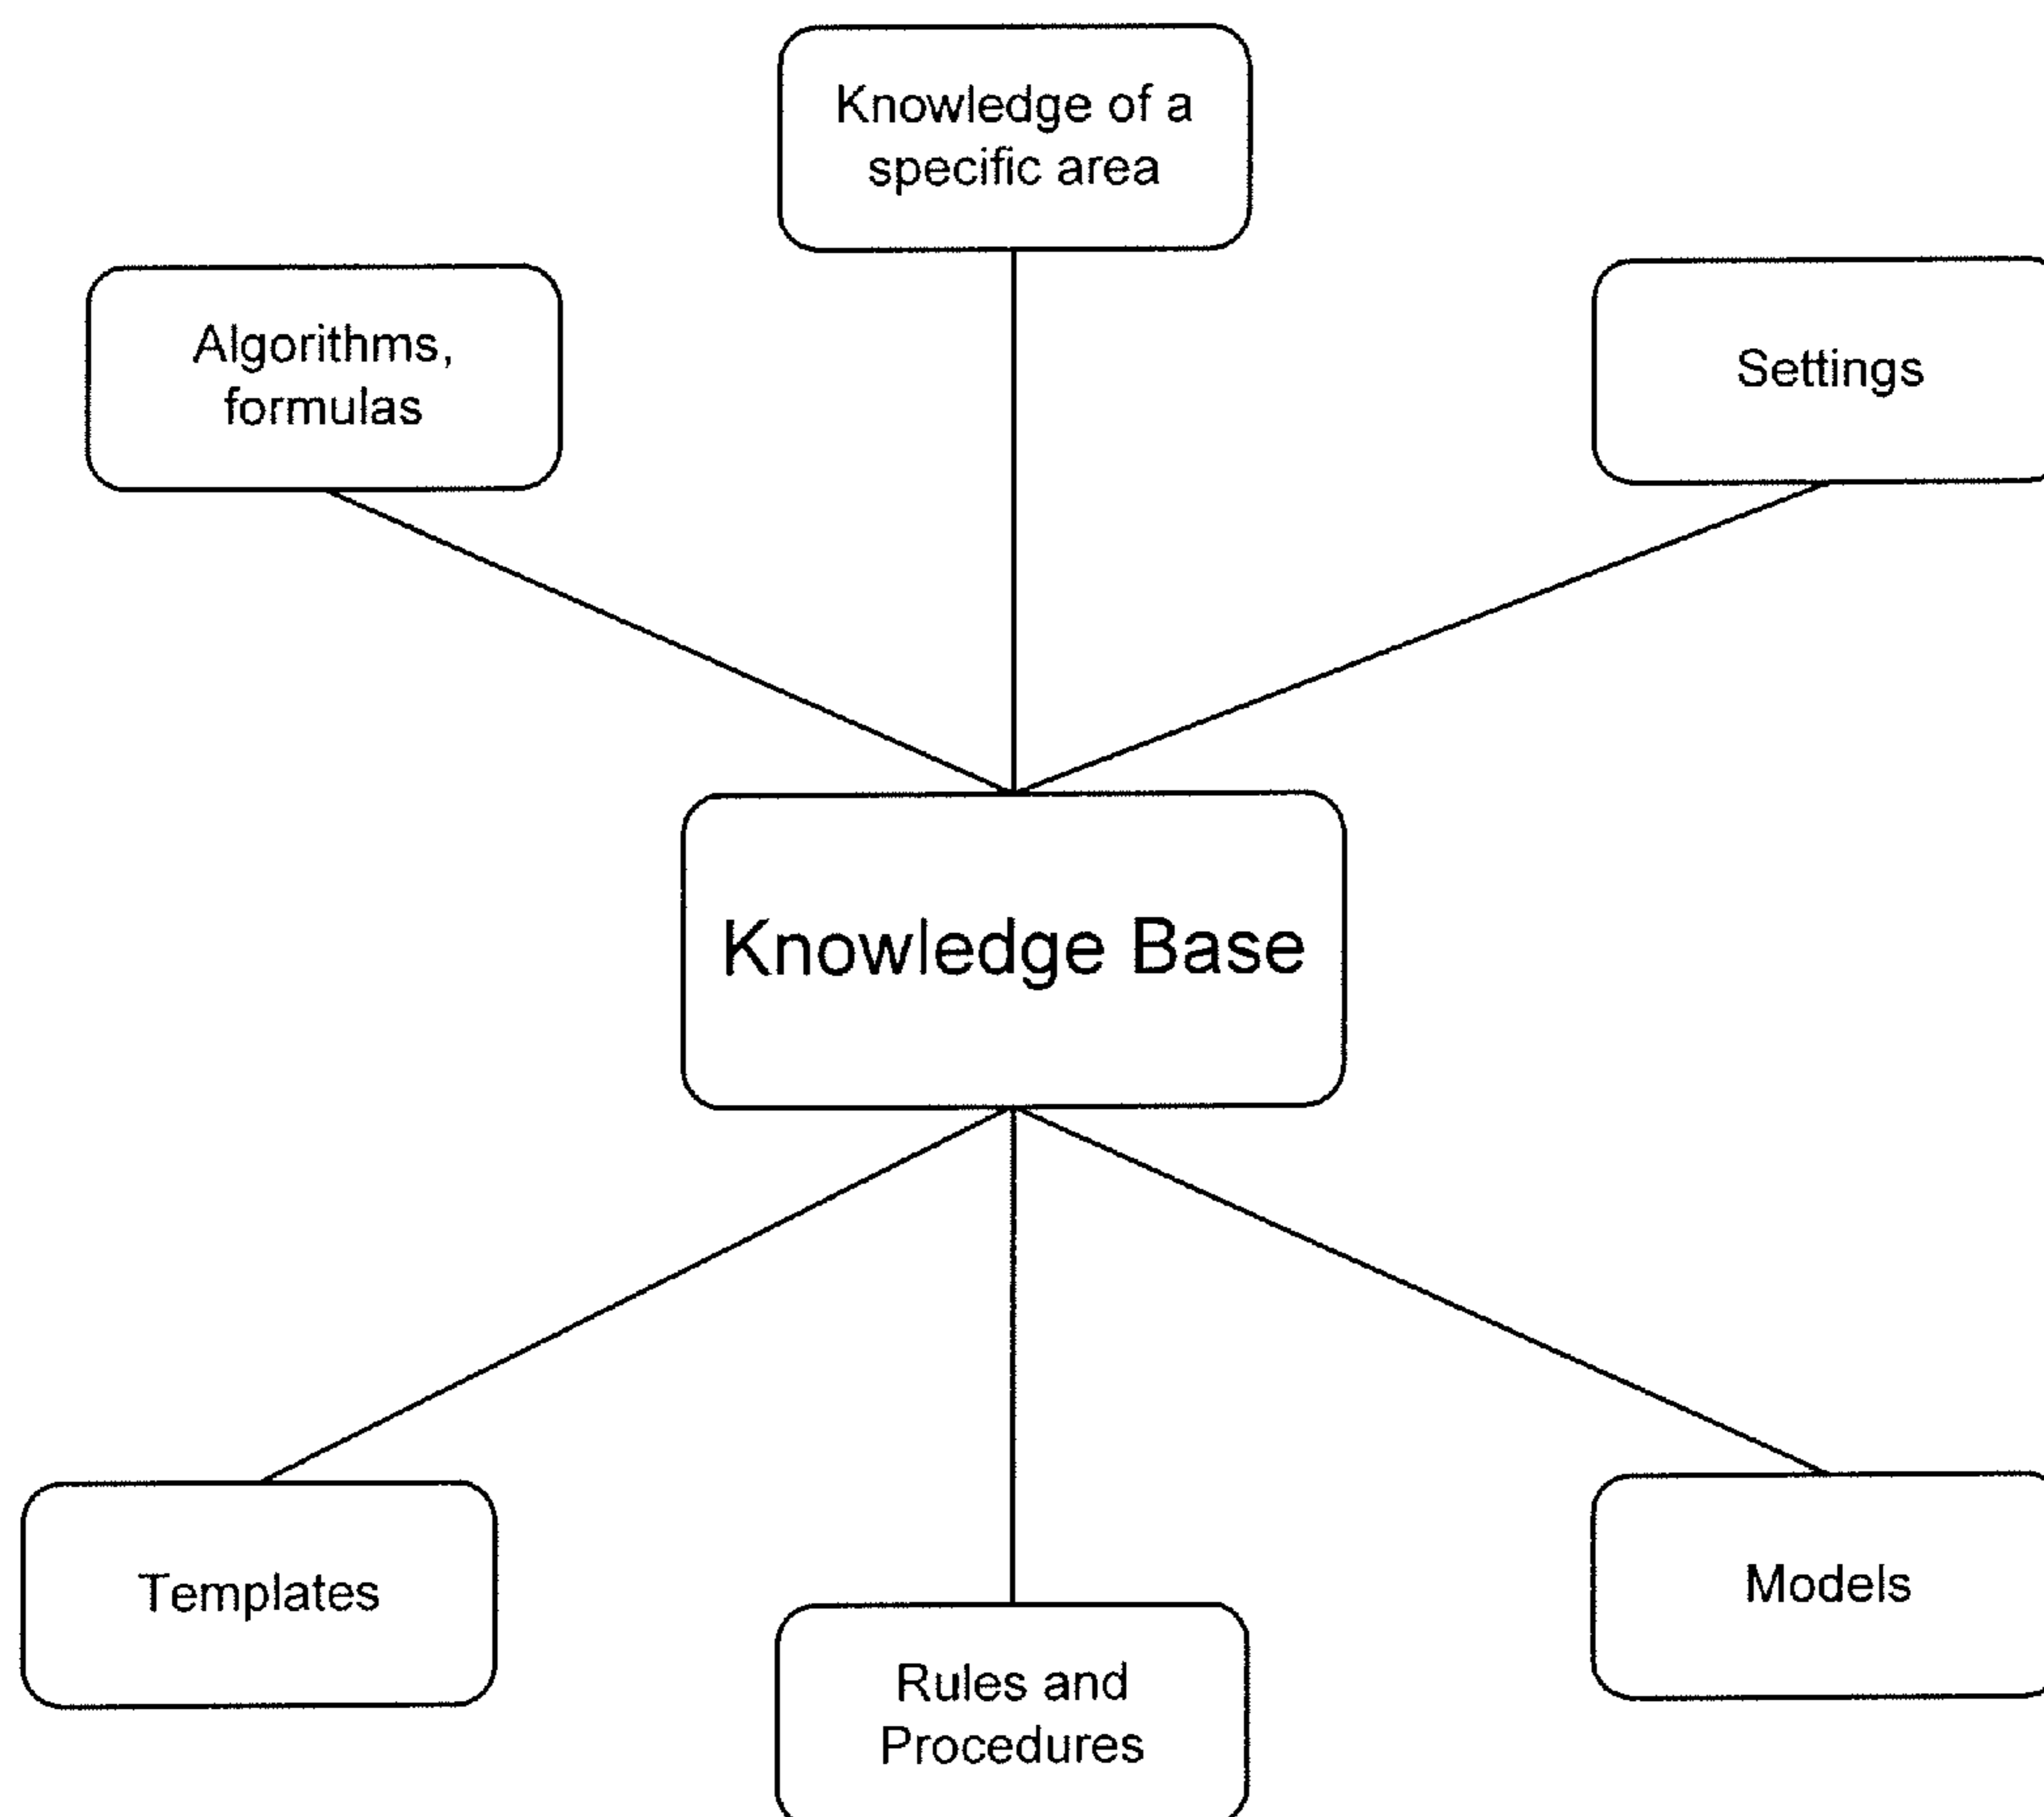 Knowledge of a
specific area
Algorithms,
formulas
Settings
Knowledge Base
Templates
Models
Rules and
Procedures